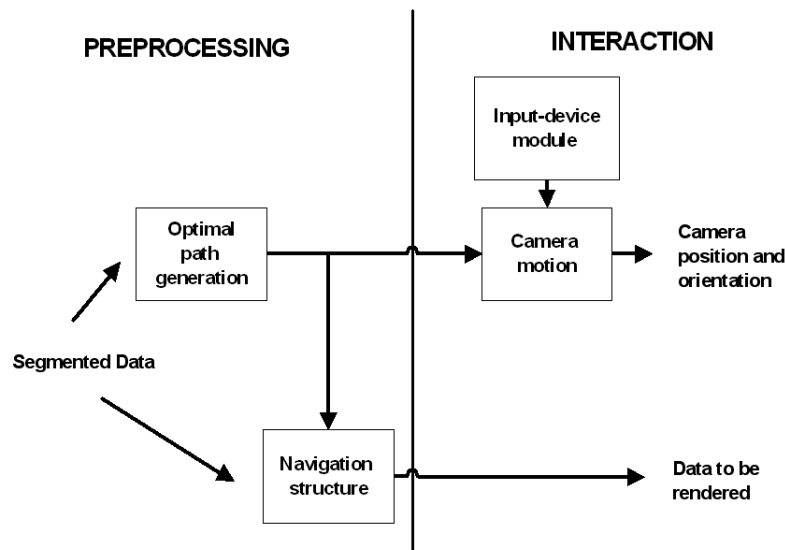 PREPROCESSING
INTERACTION
Input-device
module
Optimal
path
generation
Camera
motion
Camera
position and
orientation
Segmented Data
Navigation
structure
Data to be
rendered